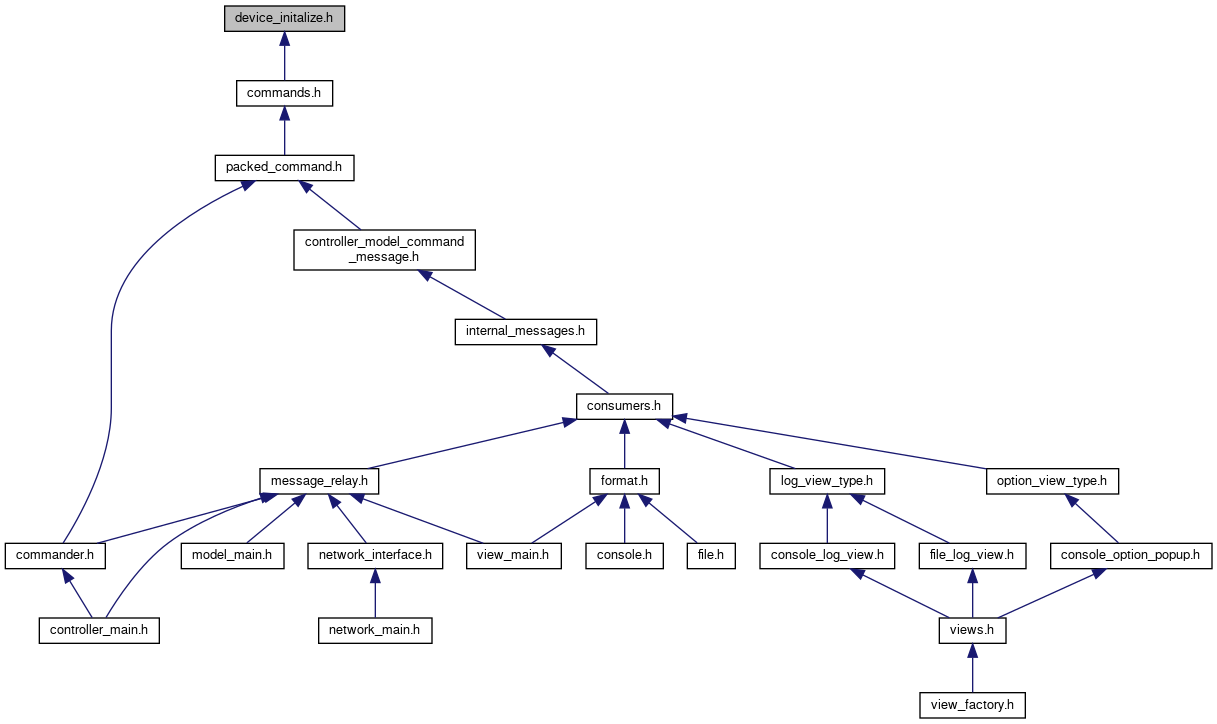 device_initalize.h
commands.h
packed_command.h
controller_model_command
_message.h
internal_messages.h
consumers.h
message_relay.h
format.h
log_view_type.h
option_view_type.h
commander.h
model_main.h
network_interface.h
view_main.h
console.h
file.h
console_log_view.h
file_log_view.h
console_option_popup.h
controller_main.h
network_main.h
views.h
view_factory.h